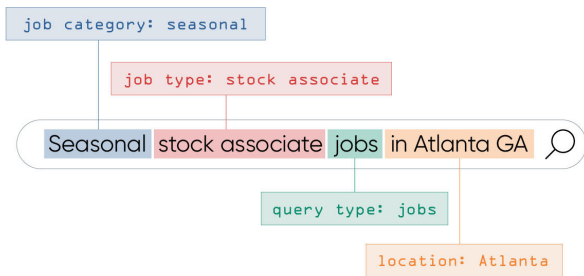 job category: seasonal
job type: stock associate
Seasonal stock associate jobs in Atlanta GA
query type: jobs
location: Atlanta